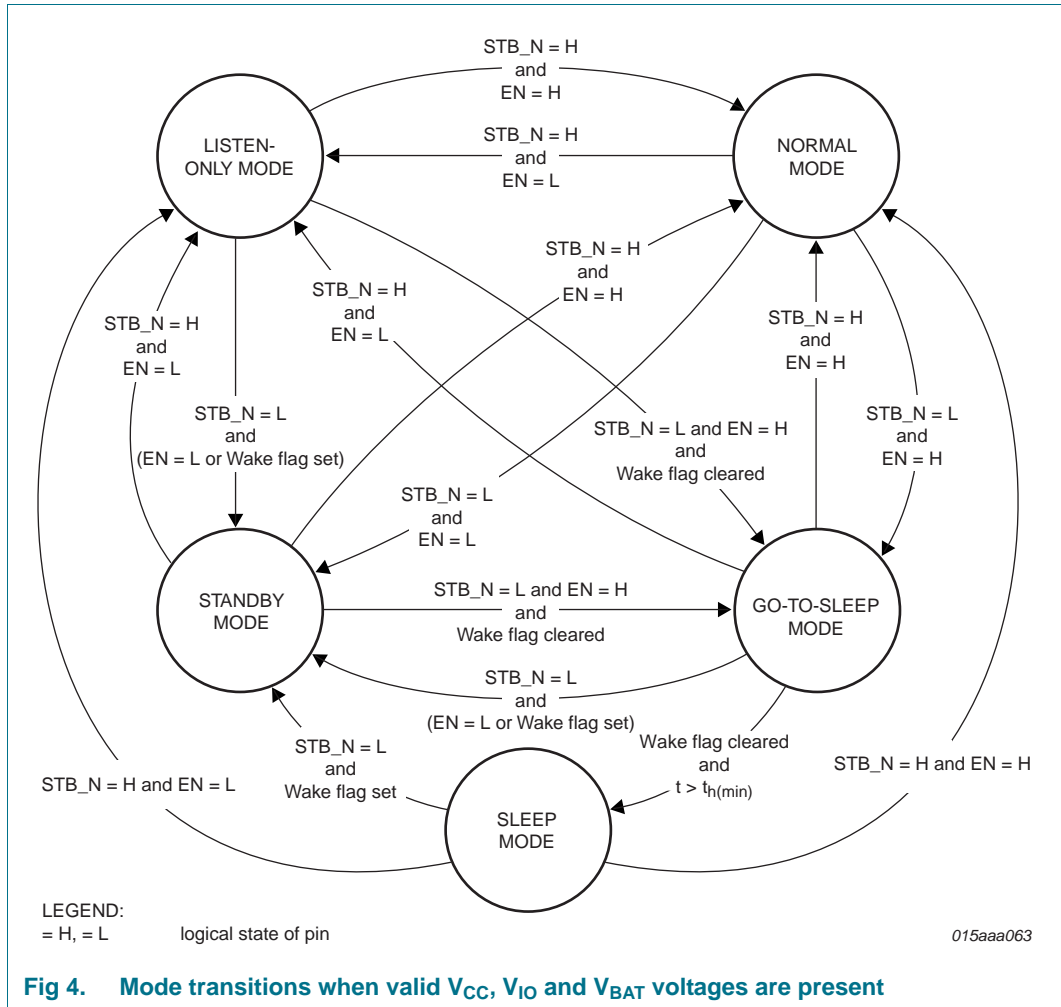 STB_N = H
and
EN = H
LISTEN-
ONLY MODE
STB_N = H
and
EN = L
NORMAL
MODE
STB_N = H
and
EN = H
STB_N = H
and
EN = L
STB_N = H
and
EN = L
STB_N = H
and
EN = H
STB_N = L
and
(EN = L or Wake flag set)
STB_N = L and EN = H
and
Wake flag cleared
STB_N = L
and
EN = H
STB_N = L
and
EN = L
STANDBY
MODE
STB_N = L and EN = H
and
Wake flag cleared
GO-TO-SLEEP
MODE
STB_N = L
and
(EN = L or Wake flag set)
STB_N = L
and
Wake flag set
Wake flag cleared
and
t > th(min)
STB_N = H and EN = L
STB_N = H and EN = H
SLEEP
MODE
LEGEND:
= H, = L logical state of pin
015aaa063
Fig 4. Mode transitions when valid VCC, VIO and VBAT voltages are present